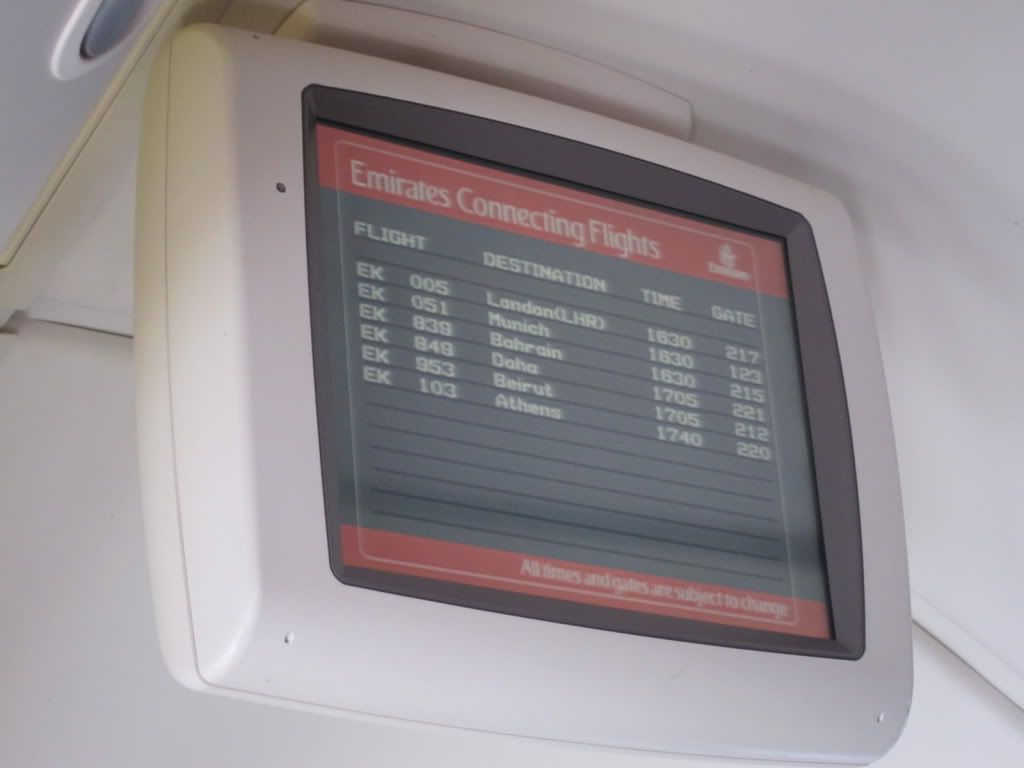 Emirates Connecting Flights
Emirates
FLIGHT DESTINATION TIME GATE
EK 005 London(LHR) 1630 217
EK 051 Munich 1630 123
EK 839 Bahrain 1630 215
EK 849 Doha 1705 221
EK 953 Beirut 1705 212
EK 103 Athens 1740 220
All times and gates are subject to change